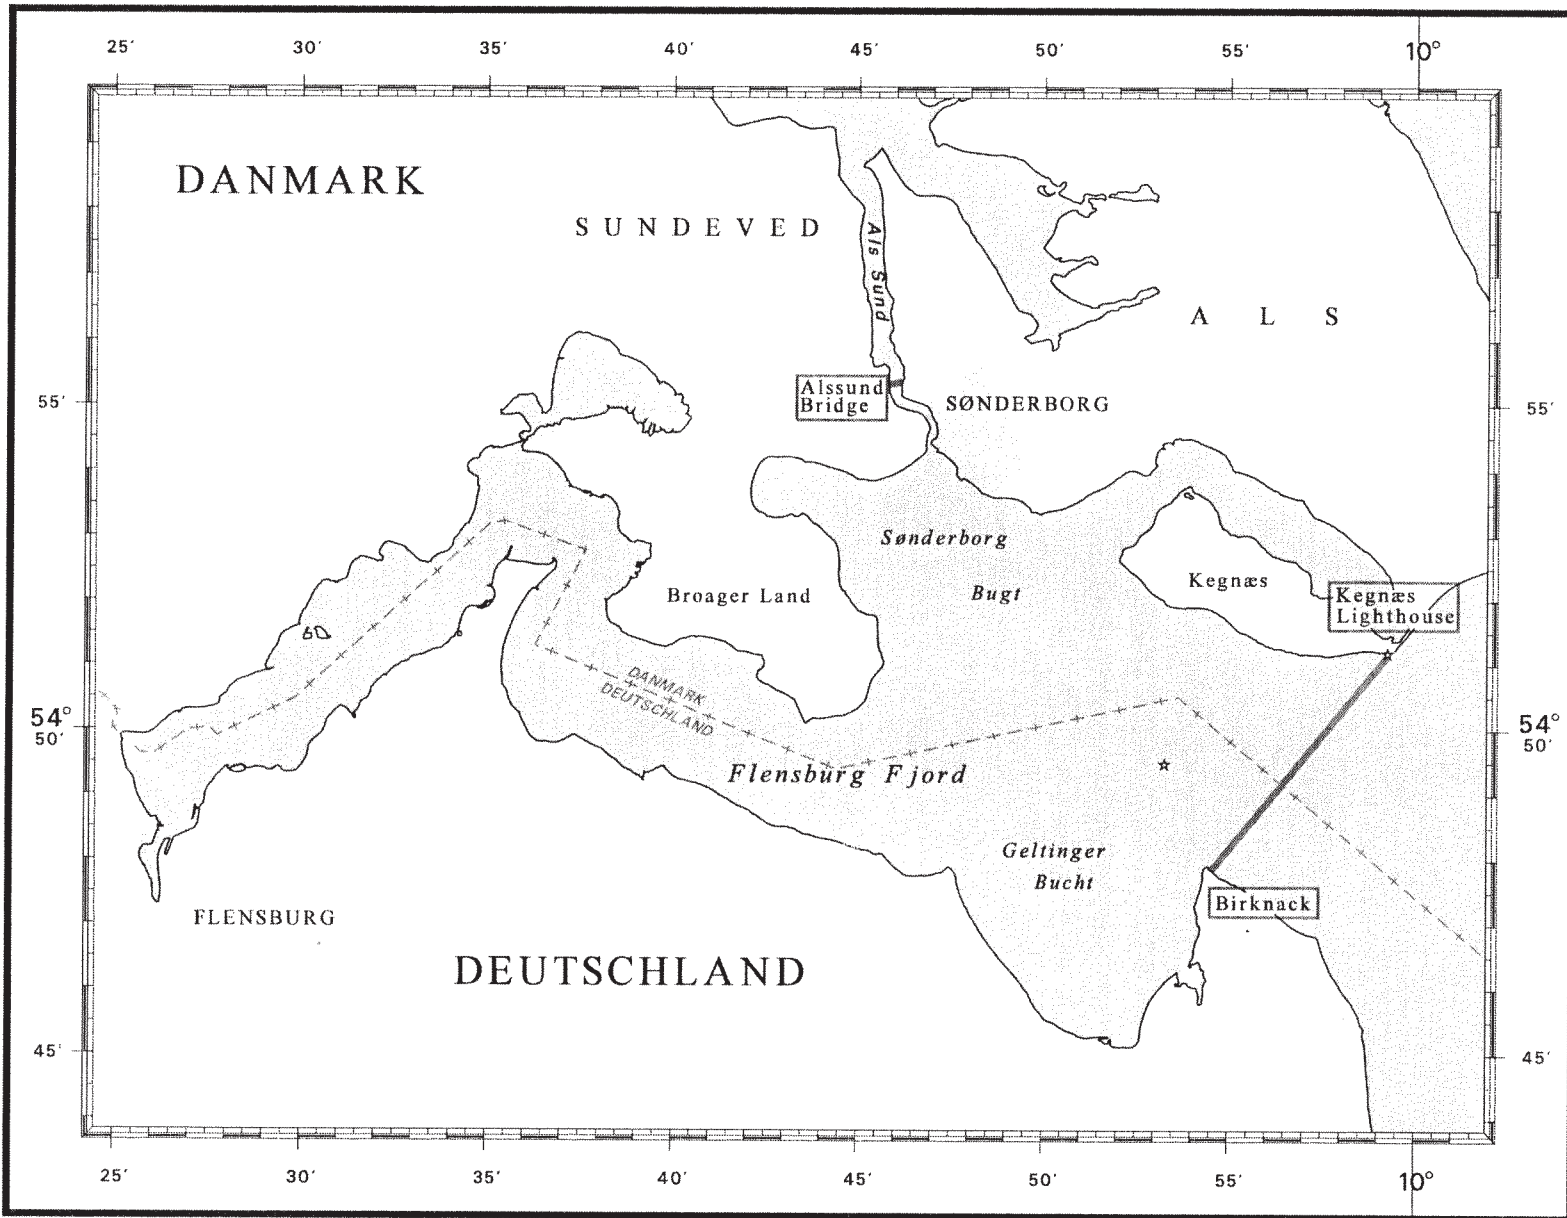 25′ 30′ 35′ 40′ 45′ 50′ 55′ 10°
DANMARK
SUNDEVED
Als Sund
A L S
Alssund
Bridge
SØNDERBORG
55′ 55′
Sønderborg
Bugt
Broager Land
Kegnæs
Kegnæs
Lighthouse
DANMARK
DEUTSCHLAND
54°
50′
54°
50′
Flensburg Fjord
Geltinger
Bucht
Birknack
FLENSBURG
DEUTSCHLAND
45′ 45′
25′ 30′ 35′ 40′ 45′ 50′ 55′ 10°